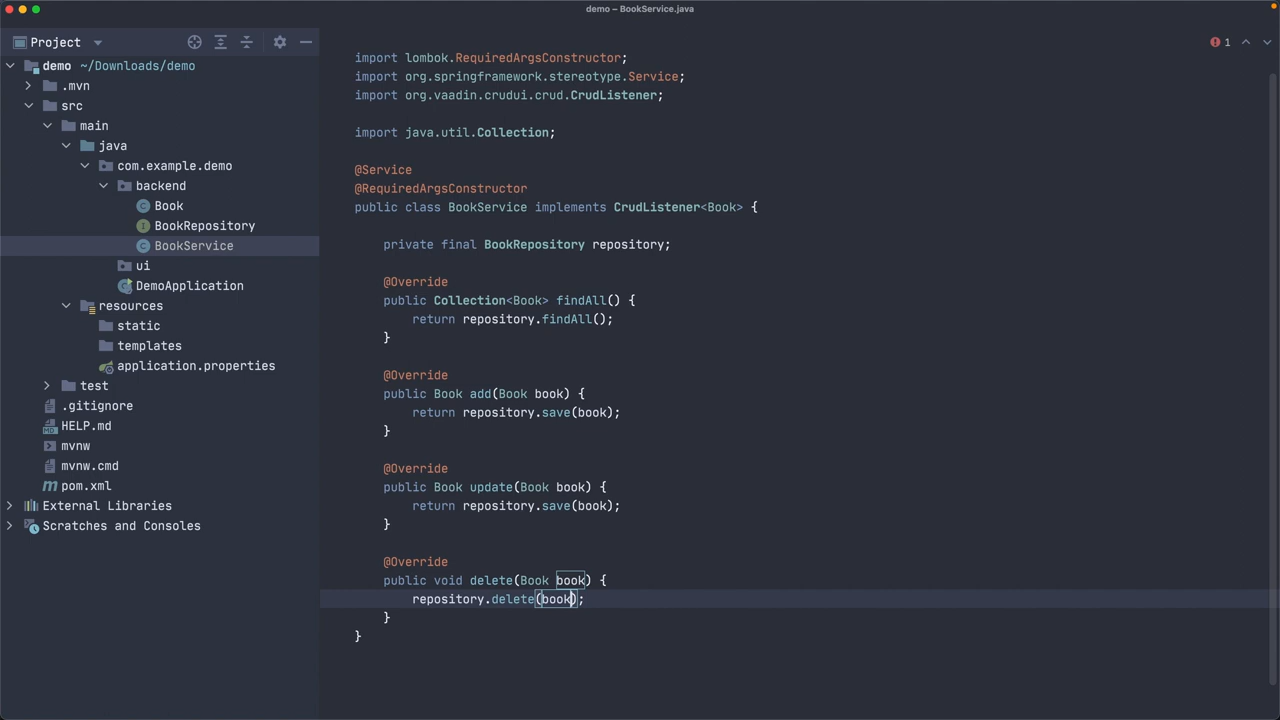 demo – BookService.java
Project
demo ~/Downloads/demo
.mvn
src
main
java
com.example.demo
backend
Book
BookRepository
BookService
ui
DemoApplication
resources
static
templates
application.properties
test
.gitignore
HELP.md
mvnw
mvnw.cmd
pom.xml
External Libraries
Scratches and Consoles
1
import lombok.RequiredArgsConstructor;
import org.springframework.stereotype.Service;
import org.vaadin.crudui.crud.CrudListener;
import java.util.Collection;
@Service
@RequiredArgsConstructor
public class BookService implements CrudListener<Book> {
private final BookRepository repository;
@Override
public Collection<Book> findAll() {
return repository.findAll();
}
@Override
public Book add(Book book) {
return repository.save(book);
}
@Override
public Book update(Book book) {
return repository.save(book);
}
@Override
public void delete(Book book) {
repository.delete(book);
}
}